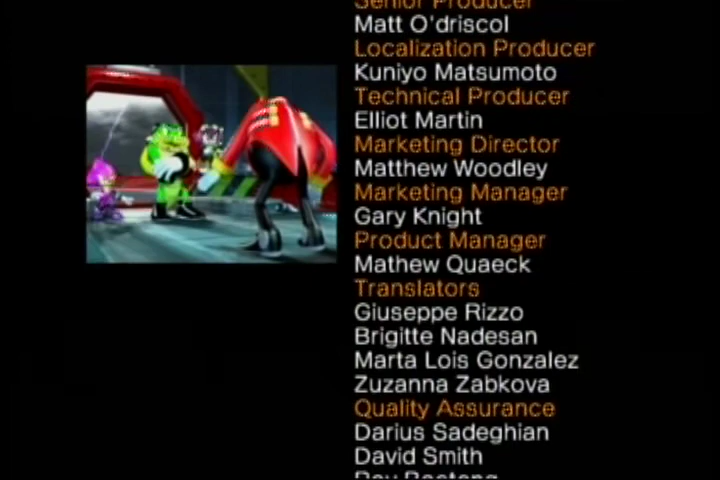 Senior Producer
Matt O'driscol
Localization Producer
Kuniyo Matsumoto
Technical Producer
Elliot Martin
Marketing Director
Matthew Woodley
Marketing Manager
Gary Knight
Product Manager
Mathew Quaeck
Translators
Giuseppe Rizzo
Brigitte Nadesan
Marta Lois Gonzalez
Zuzanna Zabkova
Quality Assurance
Darius Sadeghian
David Smith